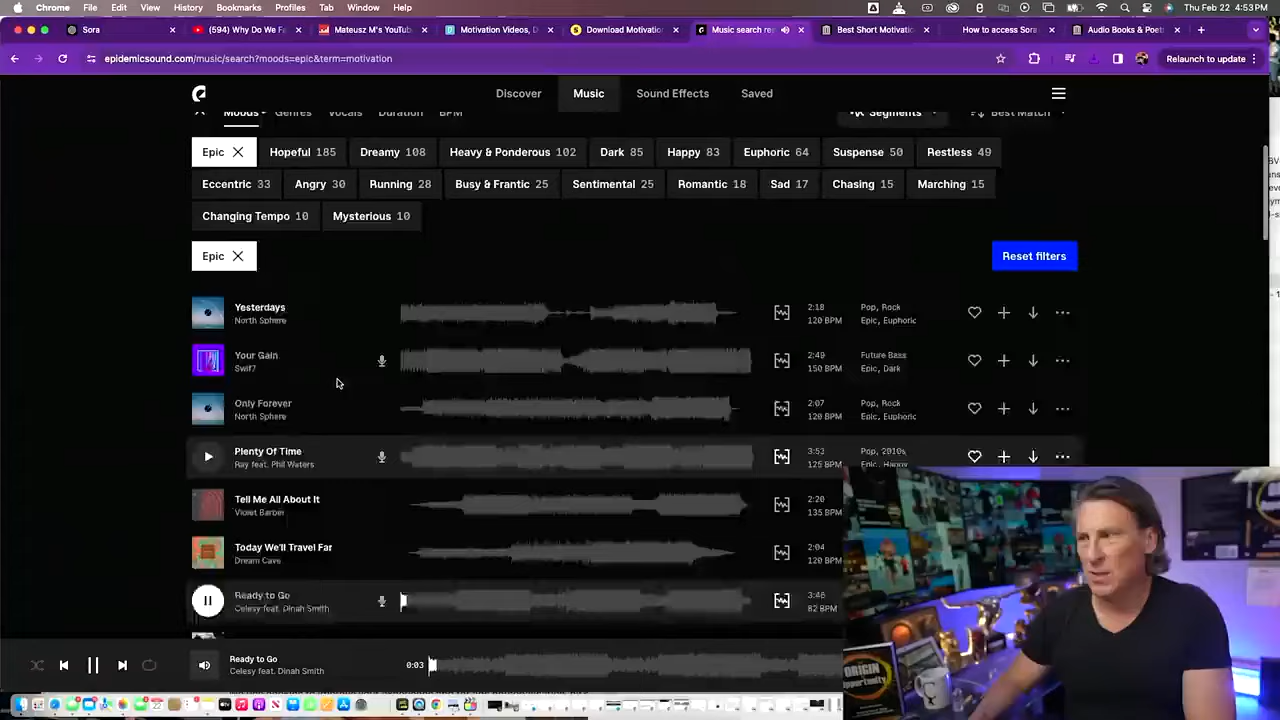 Chrome File Edit View History Bookmarks Profiles Tab Window Help Thu Feb 22 4:53 PM
Sora (594) Why Do We Fa Mateusz M's YouTub Motivation Videos, D Download Motivatio Music search re Best Short Motivatio How to access Sora Audio Books & Poet
epidemicsound.com/music/search?moods=epic&term=motivation Relaunch to update
Discover Music Sound Effects Saved
Moods Genres Vocals Duration BPM Segments Best Match
Epic Hopeful 185 Dreamy 108 Heavy & Ponderous 102 Dark 85 Happy 83 Euphoric 64 Suspense 50 Restless 49
Eccentric 33 Angry 30 Running 28 Busy & Frantic 25 Sentimental 25 Romantic 18 Sad 17 Chasing 15 Marching 15
Changing Tempo 10 Mysterious 10
Epic Reset filters
Yesterdays 2:18 Pop, Rock
North Sphere 120 BPM Epic, Euphoric
Your Gain 2:49 Future Bass
Swif7 150 BPM Epic, Dark
Only Forever 2:07 Pop, Rock
North Sphere 120 BPM Epic, Euphoric
Plenty Of Time 3:53 Pop, 2010s
Ray feat. Phil Waters 125 BPM Epic, Happy
Tell Me All About It 2:20
Violet Barber 135 BPM
Today We'll Travel Far 2:04
Dream Cave 120 BPM
Ready to Go 3:46
Celesy feat. Dinah Smith 82 BPM
Ready to Go
0:03
Celesy feat. Dinah Smith
ORIGIN
Opportunity